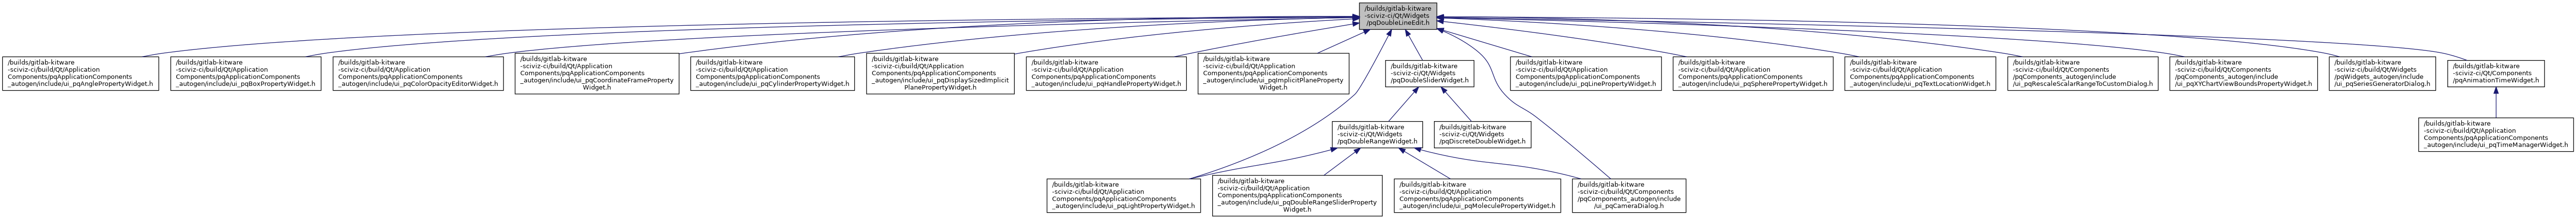 /builds/gitlab-kitware
-sciviz-ci/Qt/Widgets
/pqDoubleLineEdit.h
/builds/gitlab-kitware
-sciviz-ci/build/Qt/Application
Components/pqApplicationComponents
_autogen/include/ui_pqAnglePropertyWidget.h
/builds/gitlab-kitware
-sciviz-ci/build/Qt/Application
Components/pqApplicationComponents
_autogen/include/ui_pqBoxPropertyWidget.h
/builds/gitlab-kitware
-sciviz-ci/build/Qt/Application
Components/pqApplicationComponents
_autogen/include/ui_pqColorOpacityEditorWidget.h
/builds/gitlab-kitware
-sciviz-ci/build/Qt/Application
Components/pqApplicationComponents
_autogen/include/ui_pqCoordinateFrameProperty
Widget.h
/builds/gitlab-kitware
-sciviz-ci/build/Qt/Application
Components/pqApplicationComponents
_autogen/include/ui_pqCylinderPropertyWidget.h
/builds/gitlab-kitware
-sciviz-ci/build/Qt/Application
Components/pqApplicationComponents
_autogen/include/ui_pqDisplaySizedImplicit
PlanePropertyWidget.h
/builds/gitlab-kitware
-sciviz-ci/build/Qt/Application
Components/pqApplicationComponents
_autogen/include/ui_pqHandlePropertyWidget.h
/builds/gitlab-kitware
-sciviz-ci/build/Qt/Application
Components/pqApplicationComponents
_autogen/include/ui_pqImplicitPlaneProperty
Widget.h
/builds/gitlab-kitware
-sciviz-ci/Qt/Widgets
/pqDoubleSliderWidget.h
/builds/gitlab-kitware
-sciviz-ci/build/Qt/Application
Components/pqApplicationComponents
_autogen/include/ui_pqLinePropertyWidget.h
/builds/gitlab-kitware
-sciviz-ci/build/Qt/Application
Components/pqApplicationComponents
_autogen/include/ui_pqSpherePropertyWidget.h
/builds/gitlab-kitware
-sciviz-ci/build/Qt/Application
Components/pqApplicationComponents
_autogen/include/ui_pqTextLocationWidget.h
/builds/gitlab-kitware
-sciviz-ci/build/Qt/Components
/pqComponents_autogen/include
/ui_pqRescaleScalarRangeToCustomDialog.h
/builds/gitlab-kitware
-sciviz-ci/build/Qt/Components
/pqComponents_autogen/include
/ui_pqXYChartViewBoundsPropertyWidget.h
/builds/gitlab-kitware
-sciviz-ci/build/Qt/Widgets
/pqWidgets_autogen/include
/ui_pqSeriesGeneratorDialog.h
/builds/gitlab-kitware
-sciviz-ci/Qt/Components
/pqAnimationTimeWidget.h
/builds/gitlab-kitware
-sciviz-ci/Qt/Widgets
/pqDoubleRangeWidget.h
/builds/gitlab-kitware
-sciviz-ci/Qt/Widgets
/pqDiscreteDoubleWidget.h
/builds/gitlab-kitware
-sciviz-ci/build/Qt/Application
Components/pqApplicationComponents
_autogen/include/ui_pqTimeManagerWidget.h
/builds/gitlab-kitware
-sciviz-ci/build/Qt/Application
Components/pqApplicationComponents
_autogen/include/ui_pqLightPropertyWidget.h
/builds/gitlab-kitware
-sciviz-ci/build/Qt/Application
Components/pqApplicationComponents
_autogen/include/ui_pqDoubleRangeSliderProperty
Widget.h
/builds/gitlab-kitware
-sciviz-ci/build/Qt/Application
Components/pqApplicationComponents
_autogen/include/ui_pqMoleculePropertyWidget.h
/builds/gitlab-kitware
-sciviz-ci/build/Qt/Components
/pqComponents_autogen/include
/ui_pqCameraDialog.h